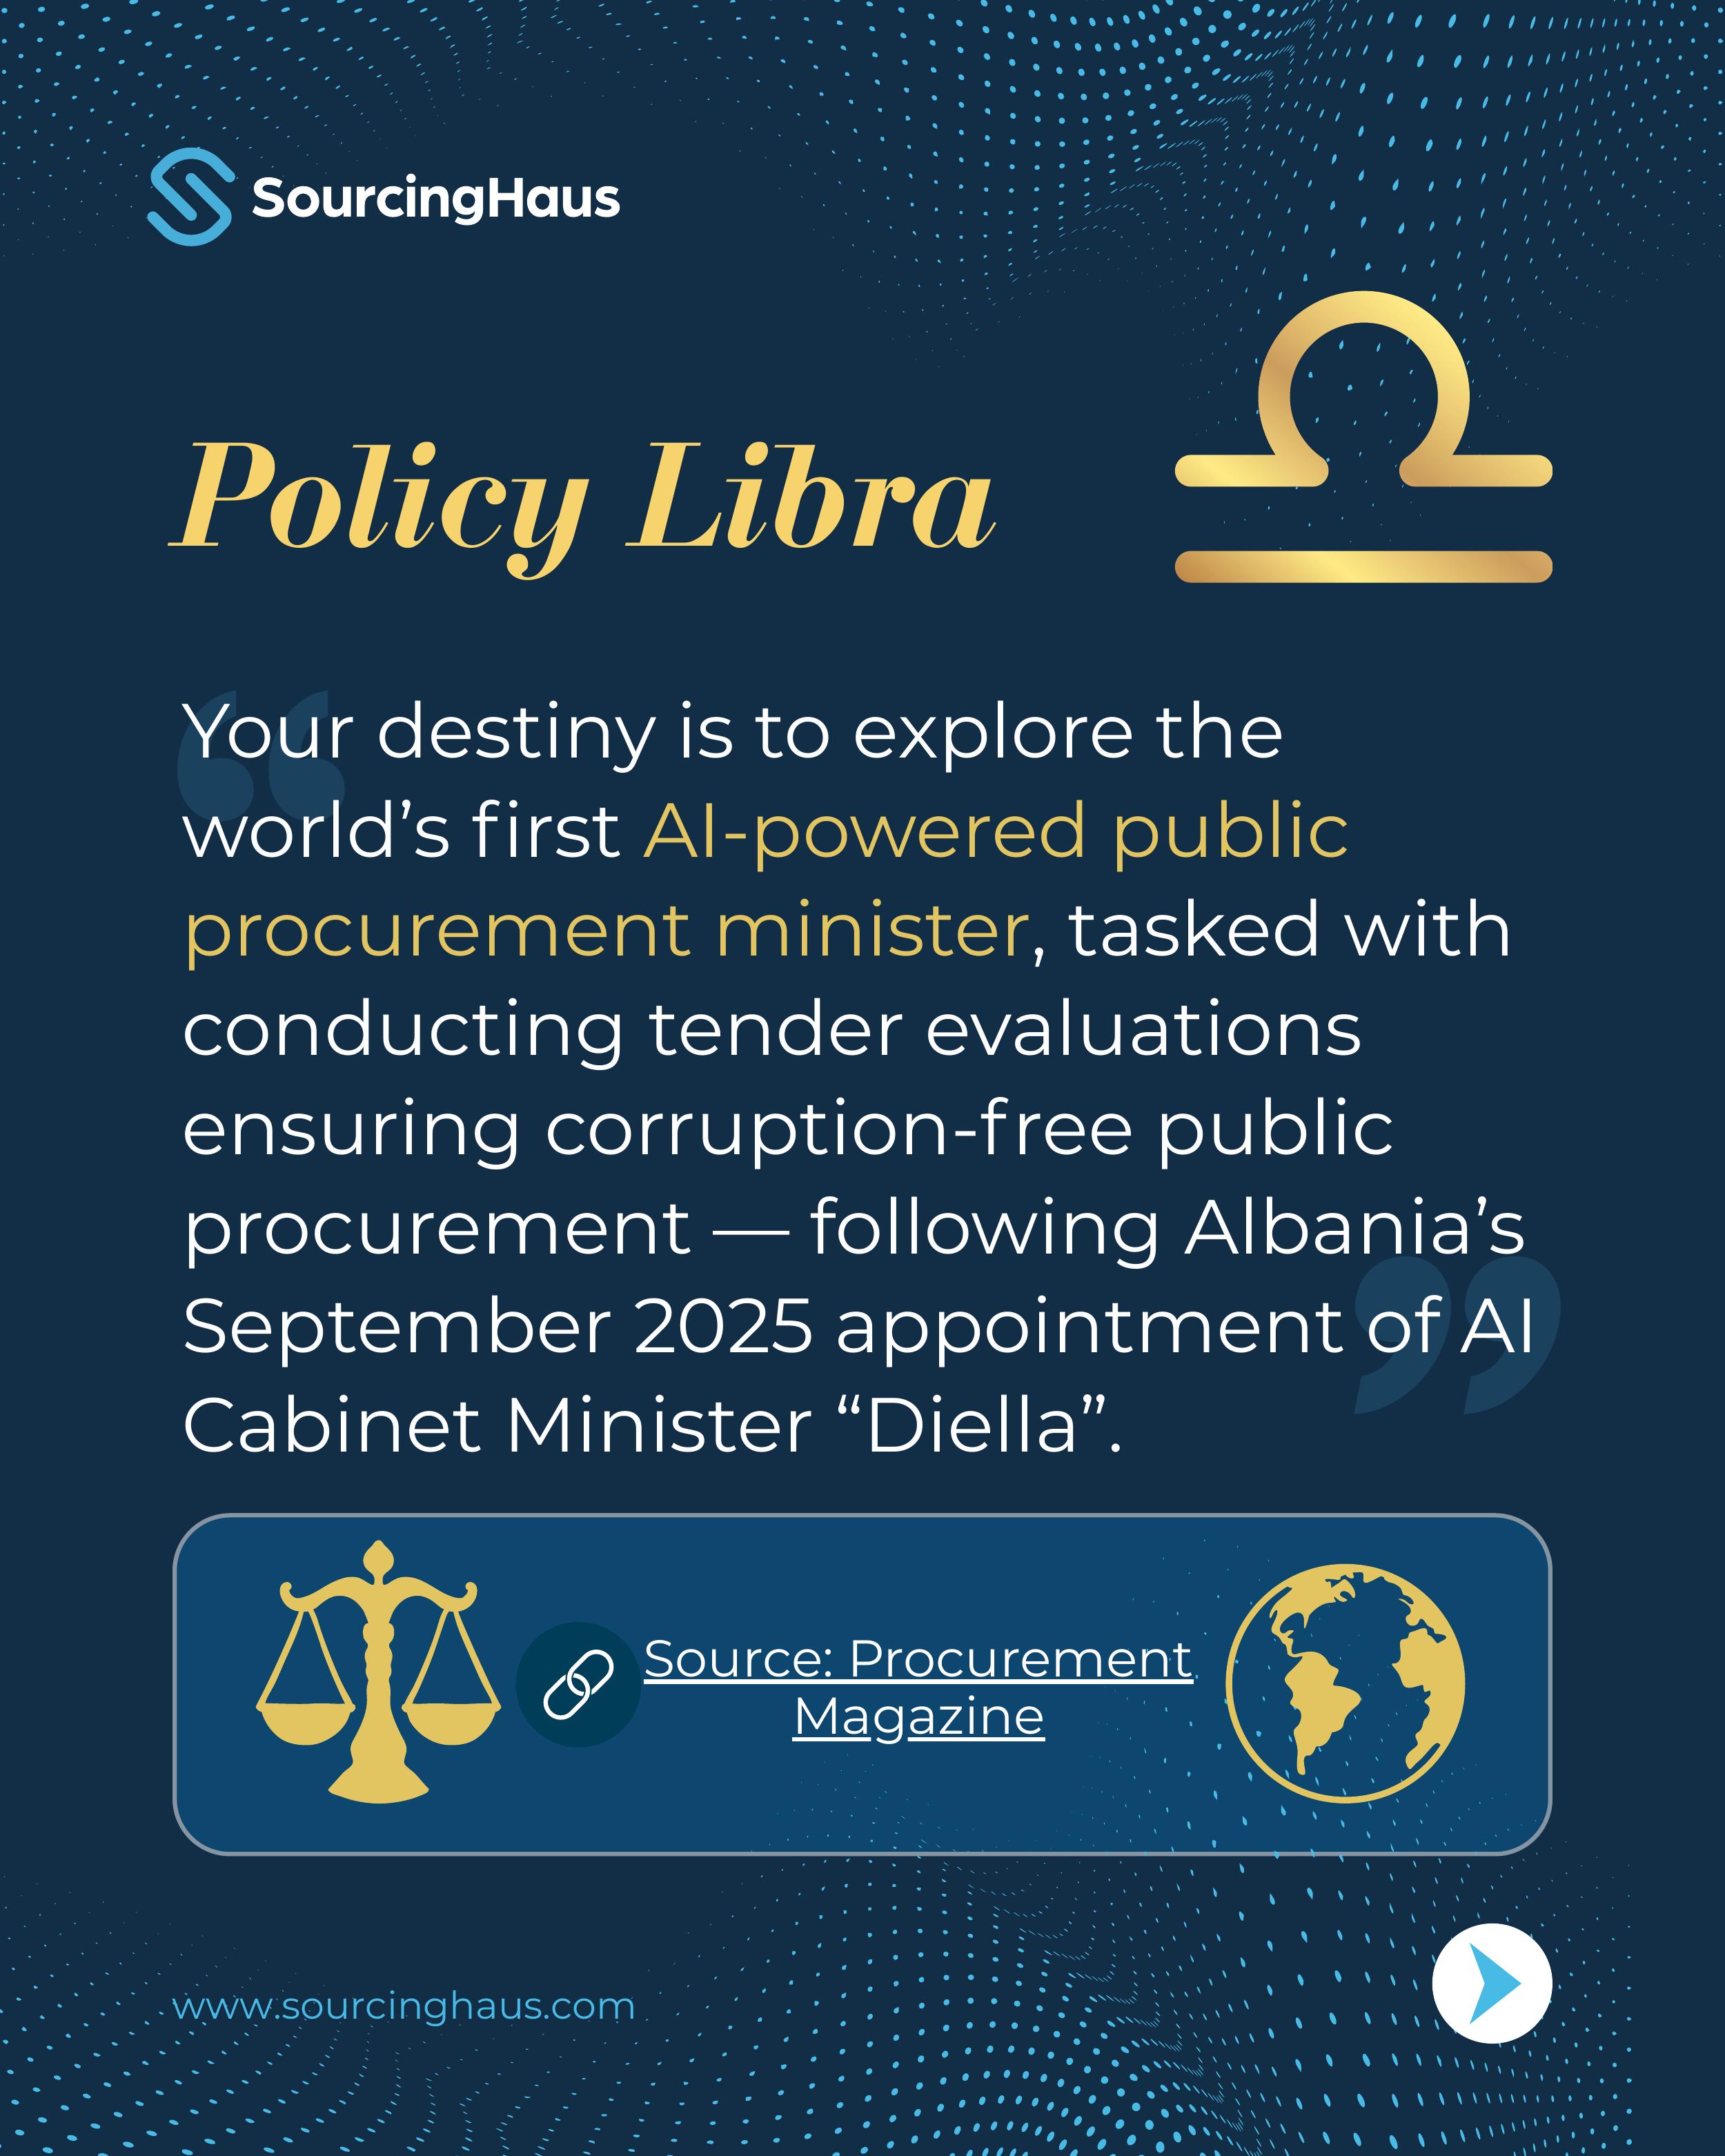 SourcingHaus
Policy Libra
Your destiny is to explore the
world’s first AI-powered public
procurement minister, tasked with
conducting tender evaluations
ensuring corruption-free public
procurement — following Albania’s
September 2025 appointment of AI
Cabinet Minister “Diella”.
Source: Procurement
Magazine
www.sourcinghaus.com